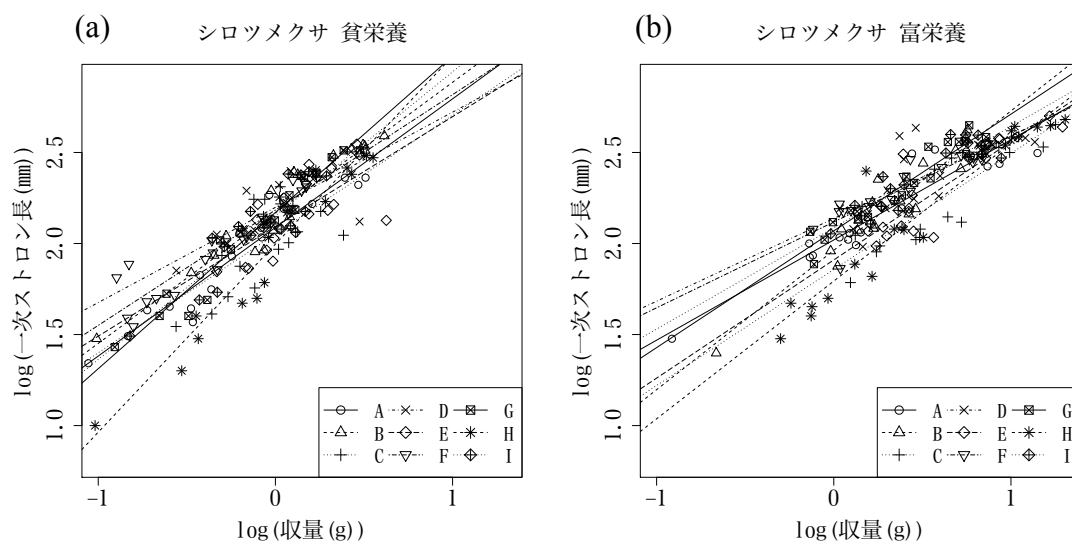 (a) シロツメクサ 貧栄養
log(一次ストロン長(mm))
2.5
2.0
1.5
1.0
A D G
B E H
C F I
-1 0 1
log(収量(g))
(b) シロツメクサ 富栄養
log(一次ストロン長(mm))
2.5
2.0
1.5
1.0
A D G
B E H
C F I
-1 0 1
log(収量(g))